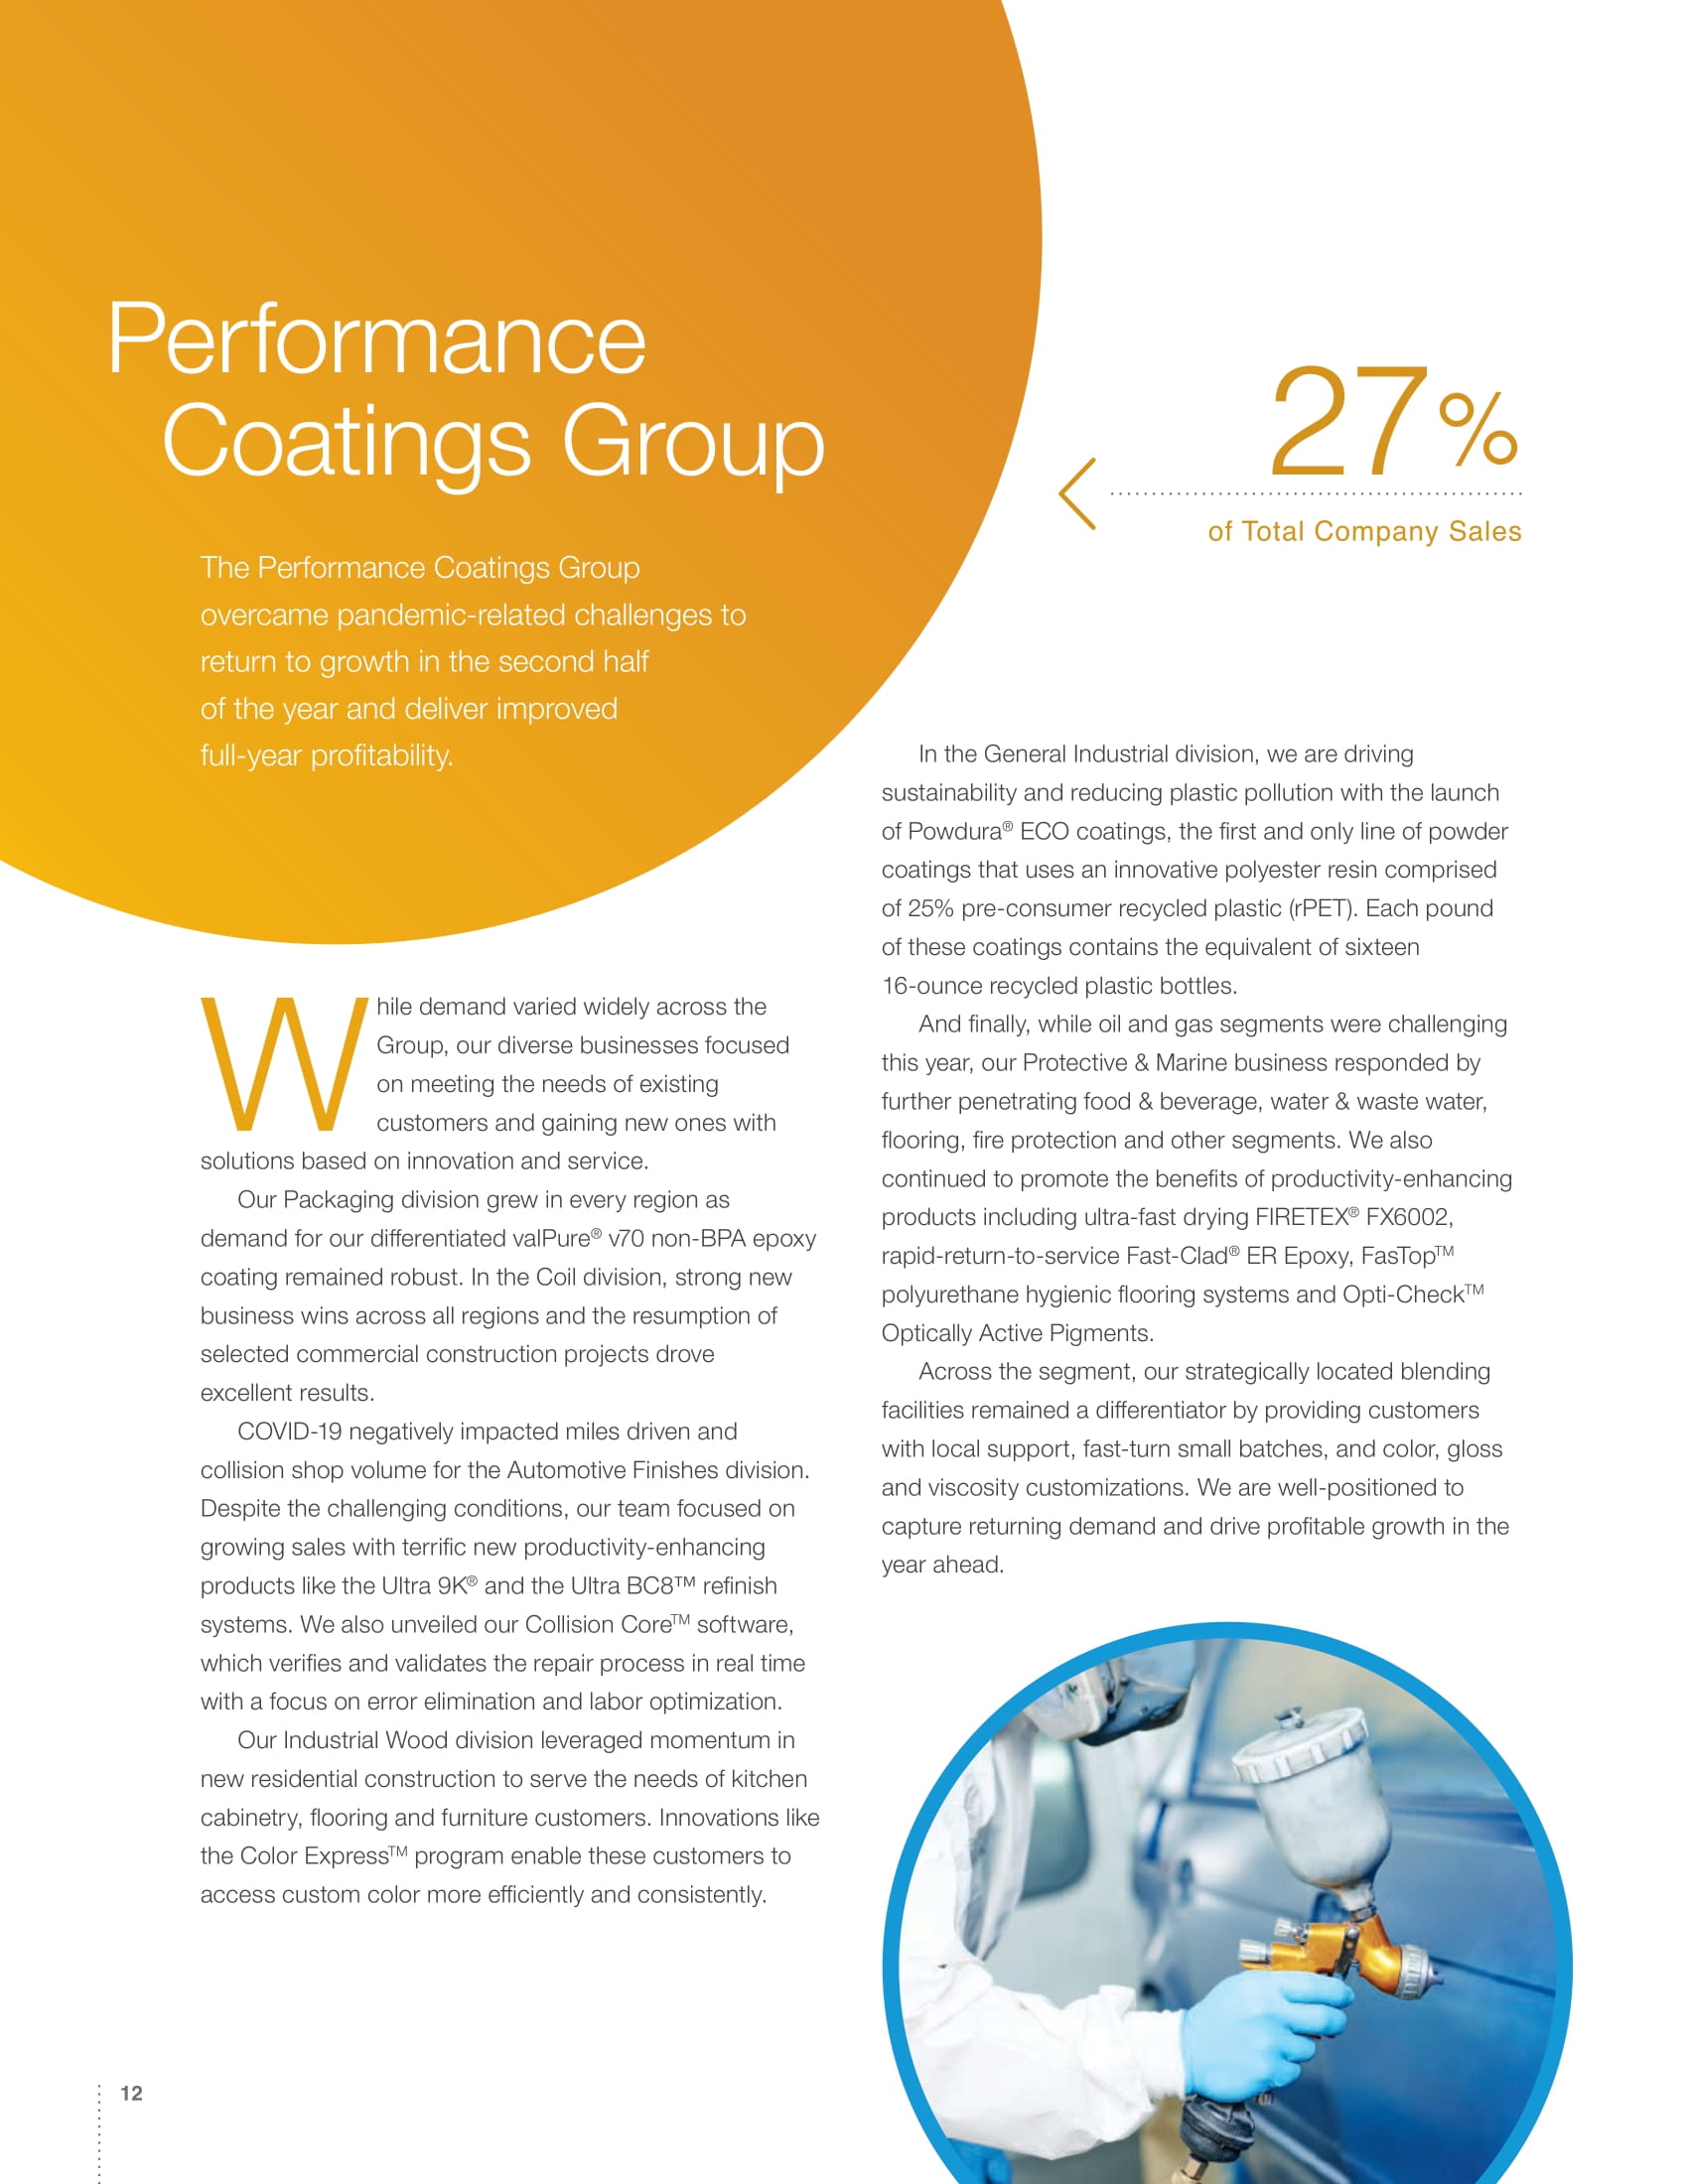 Performance
Coatings Group
27%
of Total Company Sales
The Performance Coatings Group
overcame pandemic-related challenges to
return to growth in the second half
of the year and deliver improved
full-year profitability.
While demand varied widely across the
Group, our diverse businesses focused
on meeting the needs of existing
customers and gaining new ones with
solutions based on innovation and service.
Our Packaging division grew in every region as
demand for our differentiated valPure® v70 non-BPA epoxy
coating remained robust. In the Coil division, strong new
business wins across all regions and the resumption of
selected commercial construction projects drove
excellent results.
COVID-19 negatively impacted miles driven and
collision shop volume for the Automotive Finishes division.
Despite the challenging conditions, our team focused on
growing sales with terrific new productivity-enhancing
products like the Ultra 9K® and the Ultra BC8™ refinish
systems. We also unveiled our Collision Core™ software,
which verifies and validates the repair process in real time
with a focus on error elimination and labor optimization.
Our Industrial Wood division leveraged momentum in
new residential construction to serve the needs of kitchen
cabinetry, flooring and furniture customers. Innovations like
the Color Express™ program enable these customers to
access custom color more efficiently and consistently.
In the General Industrial division, we are driving
sustainability and reducing plastic pollution with the launch
of Powdura® ECO coatings, the first and only line of powder
coatings that uses an innovative polyester resin comprised
of 25% pre-consumer recycled plastic (rPET). Each pound
of these coatings contains the equivalent of sixteen
16-ounce recycled plastic bottles.
And finally, while oil and gas segments were challenging
this year, our Protective & Marine business responded by
further penetrating food & beverage, water & waste water,
flooring, fire protection and other segments. We also
continued to promote the benefits of productivity-enhancing
products including ultra-fast drying FIRETEX® FX6002,
rapid-return-to-service Fast-Clad® ER Epoxy, FasTop™
polyurethane hygienic flooring systems and Opti-Check™
Optically Active Pigments.
Across the segment, our strategically located blending
facilities remained a differentiator by providing customers
with local support, fast-turn small batches, and color, gloss
and viscosity customizations. We are well-positioned to
capture returning demand and drive profitable growth in the
year ahead.
12